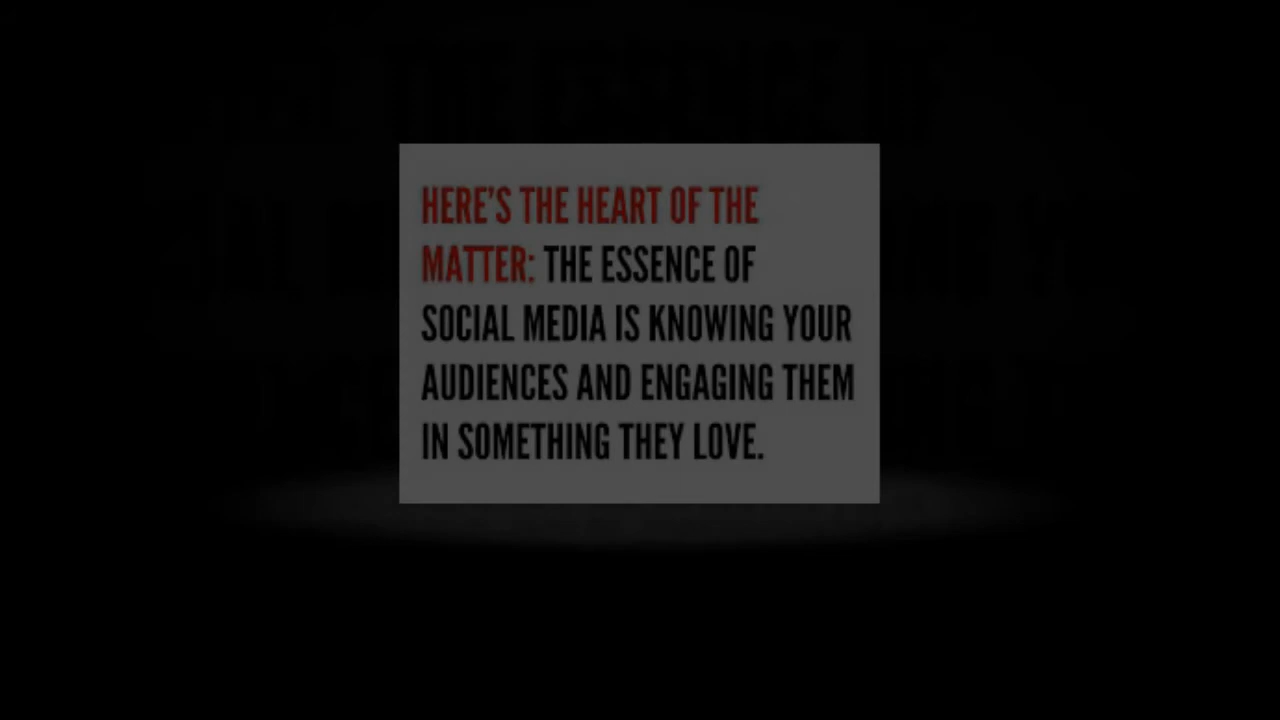 HERE'S THE HEART OF THE
MATTER: THE ESSENCE OF
SOCIAL MEDIA IS KNOWING YOUR
AUDIENCES AND ENGAGING THEM
IN SOMETHING THEY LOVE.